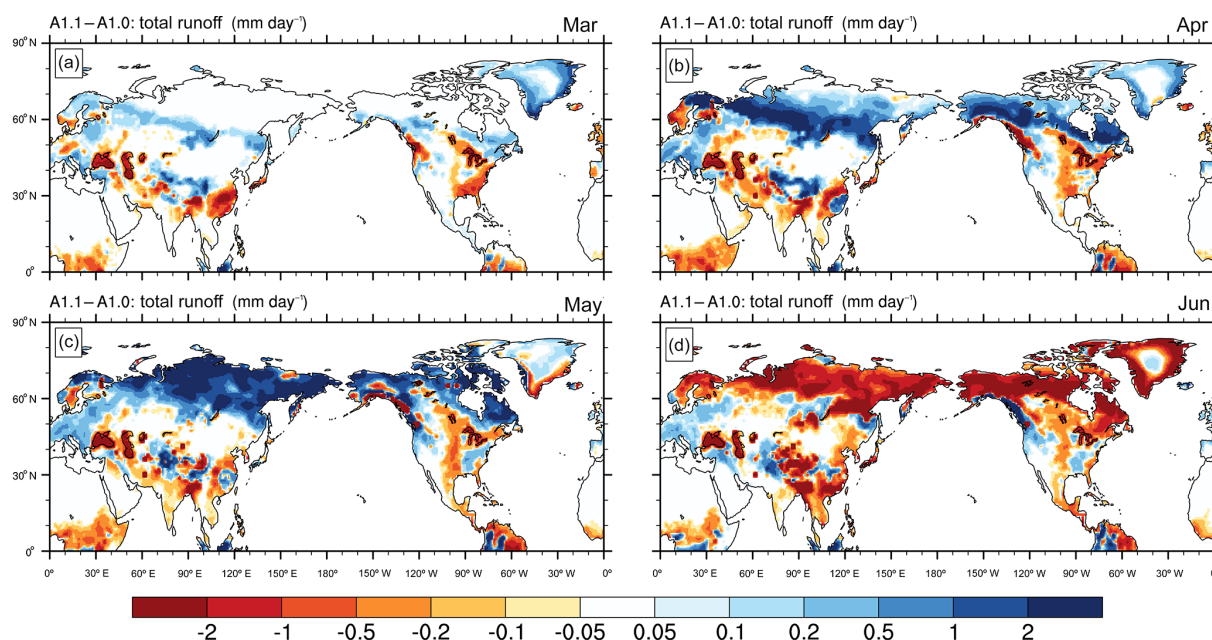 A1.1−A1.0: total runoff (mm day⁻¹) Mar
A1.1−A1.0: total runoff (mm day⁻¹) Apr
90° N
60° N
30° N
0°
(a)
90° N
60° N
30° N
0°
(b)
A1.1−A1.0: total runoff (mm day⁻¹) May
A1.1−A1.0: total runoff (mm day⁻¹) Jun
90° N
60° N
30° N
0°
(c)
90° N
60° N
30° N
0°
(d)
0° 30° E 60° E 90° E 120° E 150° E 180° 150° W 120° W 90° W 60° W 30° W 0°
0° 30° E 60° E 90° E 120° E 150° E 180° 150° W 120° W 90° W 60° W 30° W 0°
-2 -1 -0.5 -0.2 -0.1 -0.05 0.05 0.1 0.2 0.5 1 2